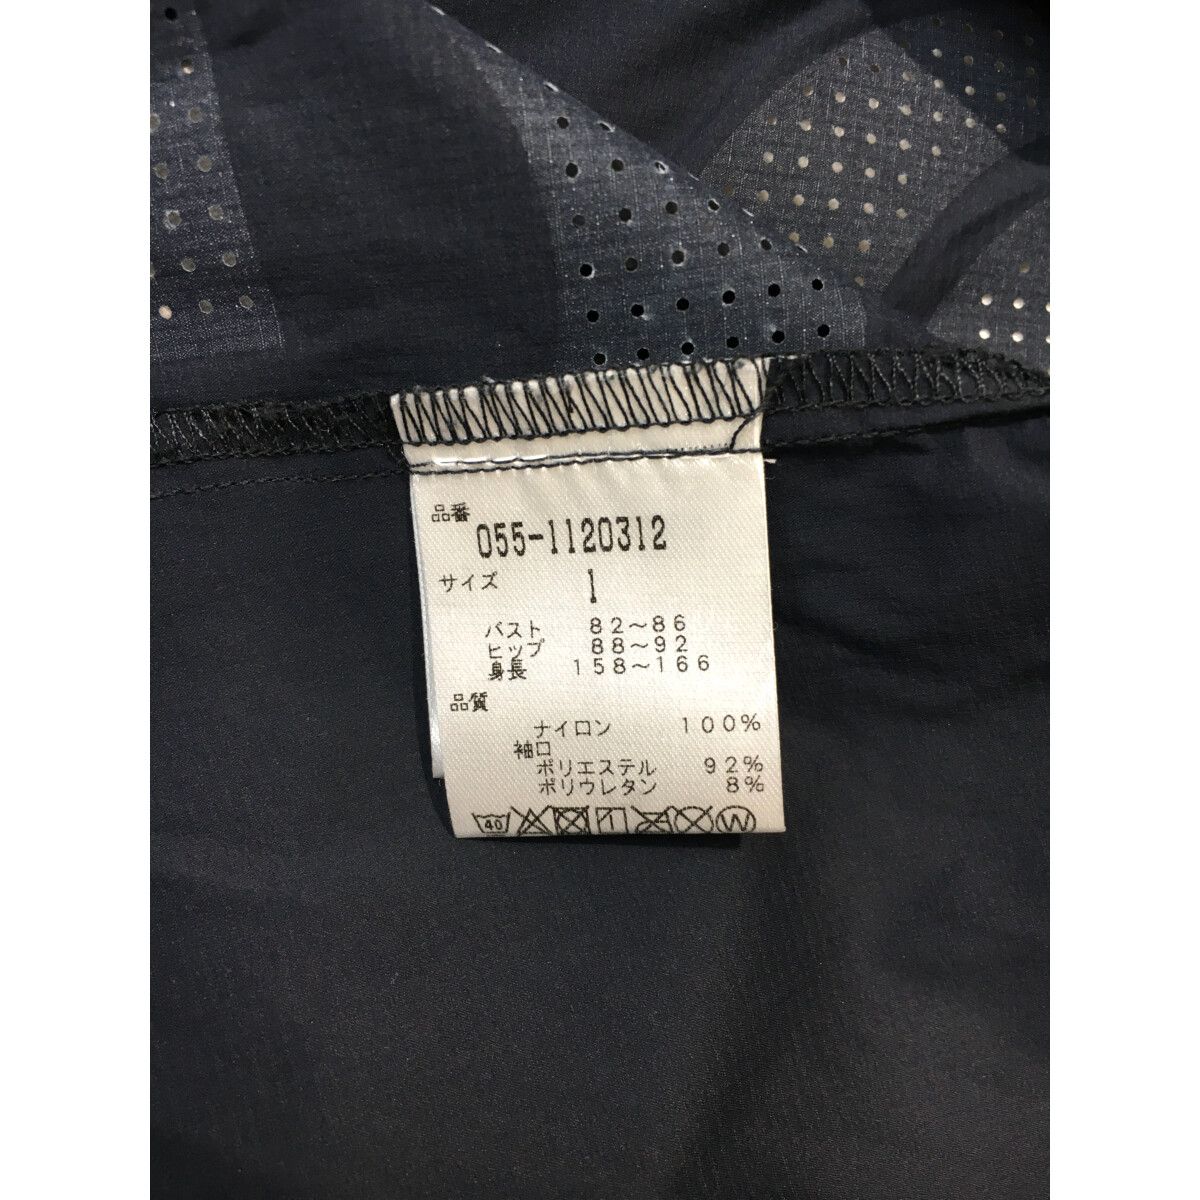 品番
055-1120312
サイズ
1
バスト 82～86
ヒップ 88～92
身長 158～166
品質
ナイロン 100%
袖口
ポリエステル 92%
ポリウレタン 8%
40 W